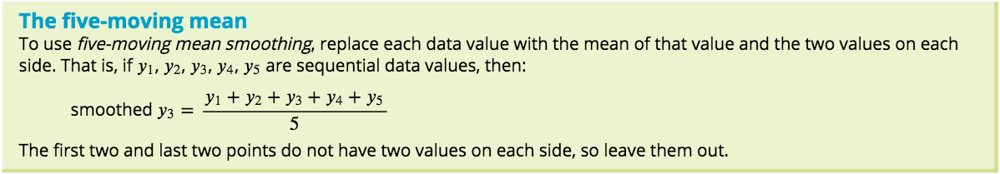 The five-moving mean
To use five-moving mean smoothing, replace each data value with the mean of that value and the two values on each
side. That is, if y₁, y₂, y₃, y₄, y₅ are sequential data values, then:
smoothed y₃ = (y₁ + y₂ + y₃ + y₄ + y₅) / 5
The first two and last two points do not have two values on each side, so leave them out.